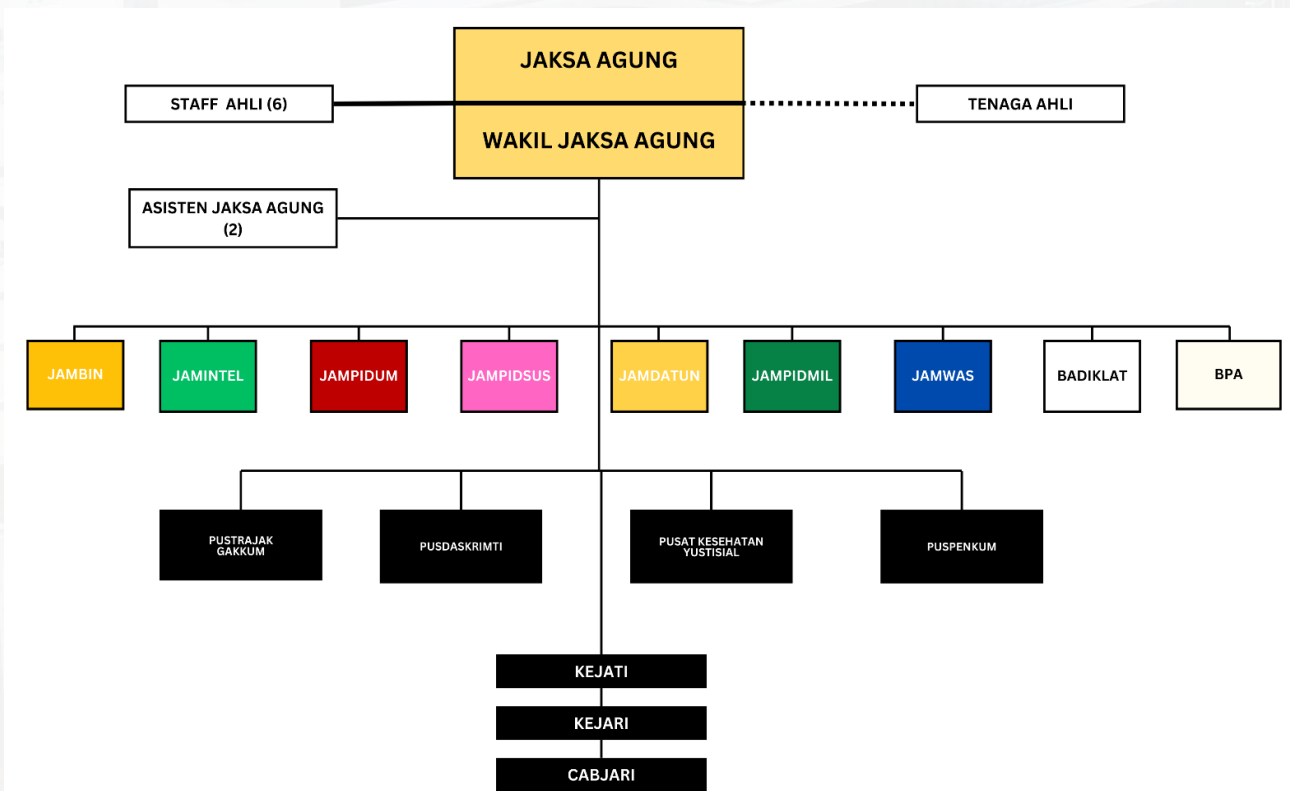 JAKSA AGUNG
STAFF AHLI (6)
TENAGA AHLI
WAKIL JAKSA AGUNG
ASISTEN JAKSA AGUNG
(2)
JAMBIN
JAMINTEL
JAMPIDUM
JAMPIDSUS
JAMDATUN
JAMPIDMIL
JAMWAS
BADIKLAT
BPA
PUSTRAJAK
GAKKUM
PUSDASKRIMTI
PUSAT KESEHATAN
YUSTISIAL
PUSPENKUM
KEJATI
KEJARI
CABJARI